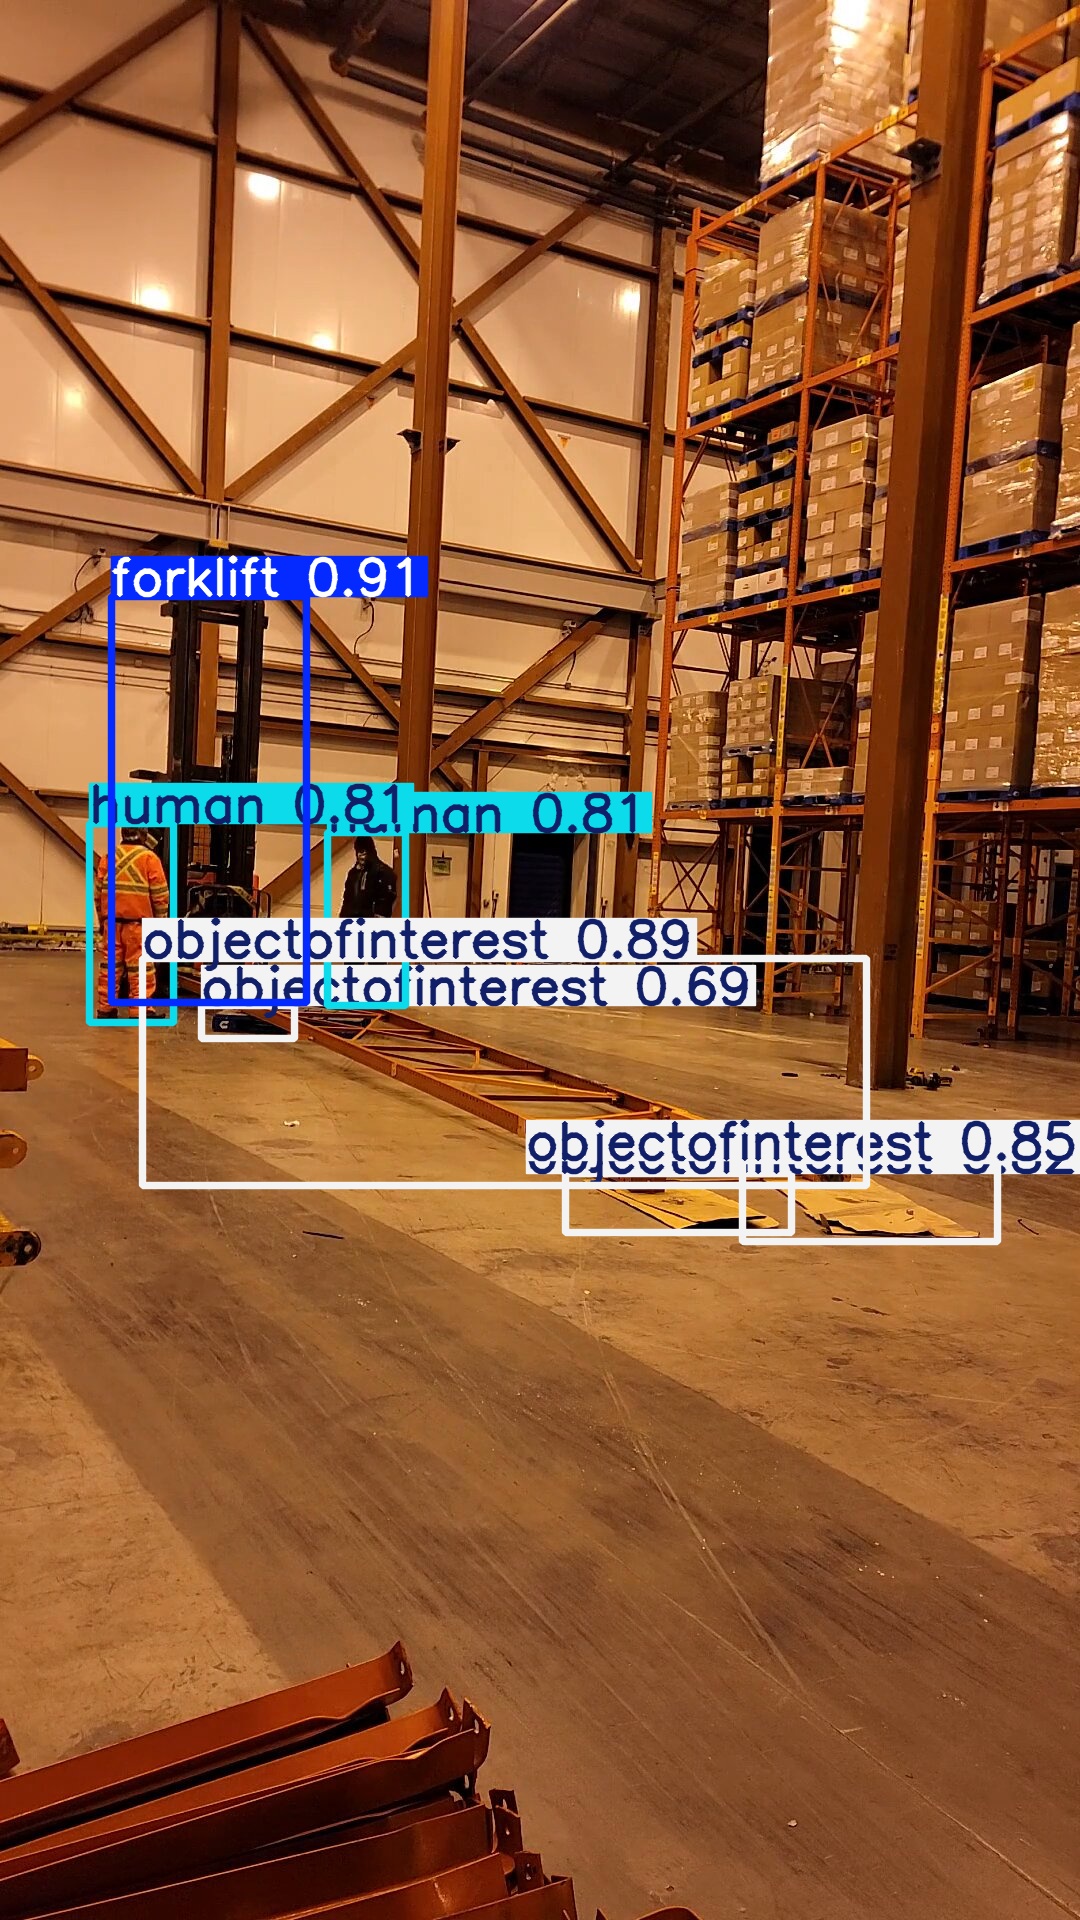 forklift 0.91
human 0.81
nan 0.81
objectofinterest 0.89
objectofinterest 0.69
objectofinterest 0.85